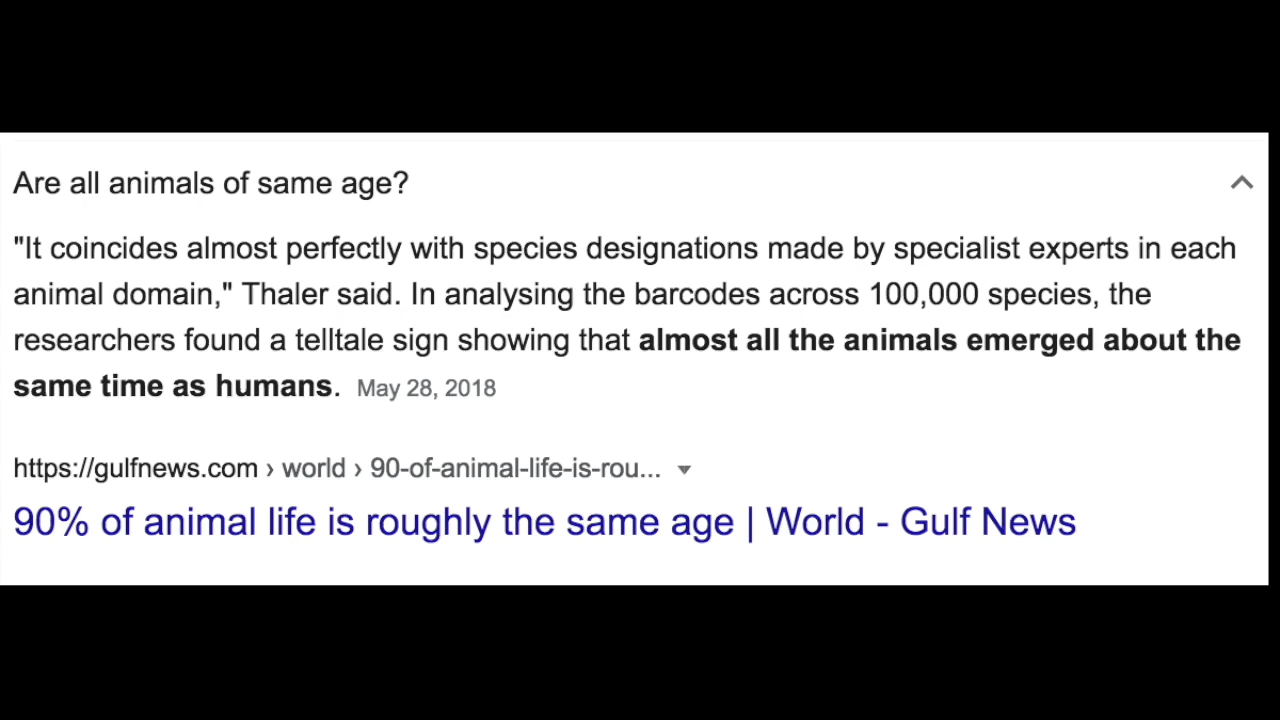 Are all animals of same age?
"It coincides almost perfectly with species designations made by specialist experts in each
animal domain," Thaler said. In analysing the barcodes across 100,000 species, the
researchers found a telltale sign showing that almost all the animals emerged about the
same time as humans. May 28, 2018
https://gulfnews.com › world › 90-of-animal-life-is-rou...
90% of animal life is roughly the same age | World - Gulf News